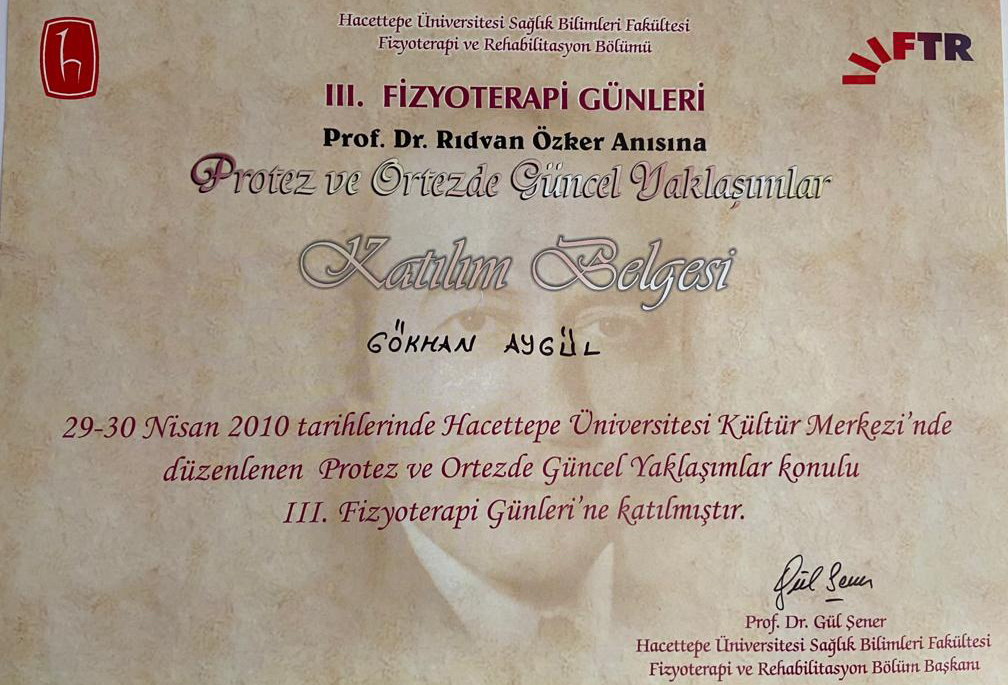 Hacettepe Üniversitesi Sağlık Bilimleri Fakültesi
Fizyoterapi ve Rehabilitasyon Bölümü
FTR
III. FİZYOTERAPİ GÜNLERİ
Prof. Dr. Rıdvan Özker Anısına
Protez ve Ortezde Güncel Yaklaşımlar
Katılım Belgesi
GÖKHAN AYGÜL
29-30 Nisan 2010 tarihlerinde Hacettepe Üniversitesi Kültür Merkezi'nde
düzenlenen Protez ve Ortezde Güncel Yaklaşımlar konulu
III. Fizyoterapi Günleri'ne katılmıştır.
Gül Şener
Prof. Dr. Gül Şener
Hacettepe Üniversitesi Sağlık Bilimleri Fakültesi
Fizyoterapi ve Rehabilitasyon Bölüm Başkanı